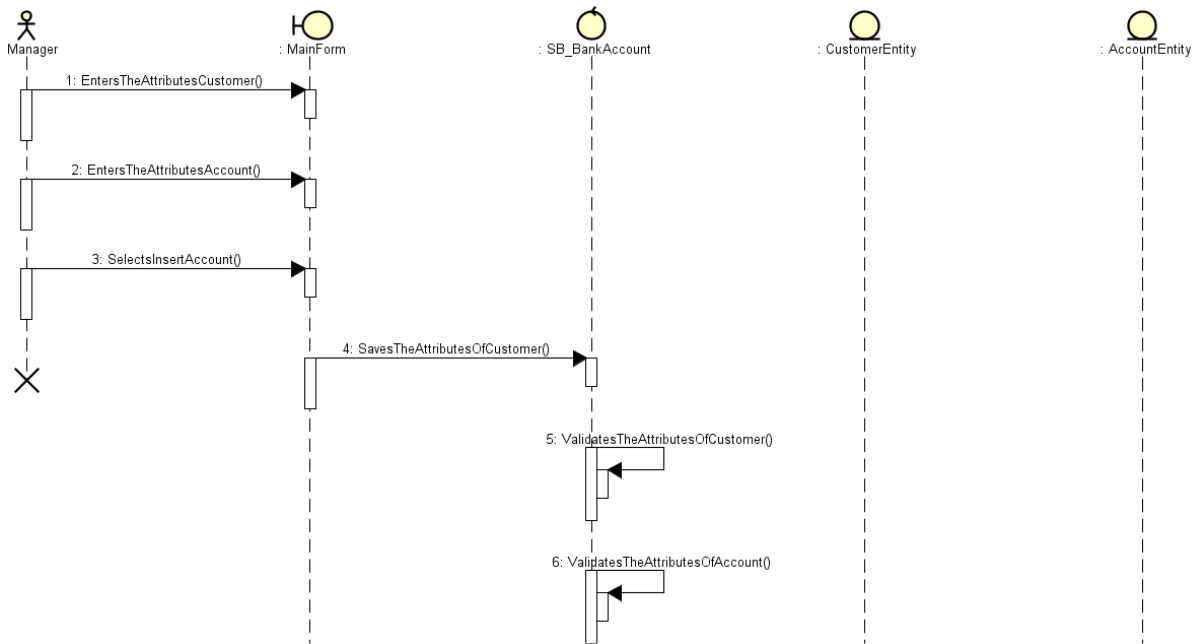 Manager
: MainForm
: SB_BankAccount
: CustomerEntity
: AccountEntity
1: EntersTheAttributesCustomer()
2: EntersTheAttributesAccount()
3: SelectsInsertAccount()
4: SavesTheAttributesOfCustomer()
5: ValidatesTheAttributesOfCustomer()
6: ValidatesTheAttributesOfAccount()